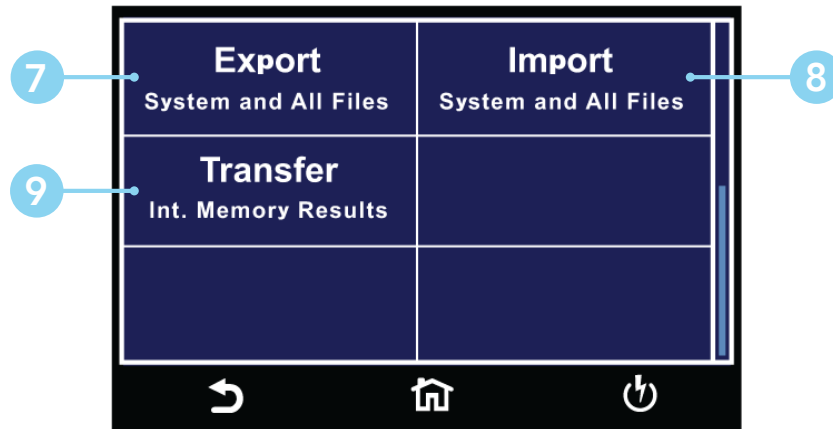 7
Export
System and All Files
Import
System and All Files
8
9
Transfer
Int. Memory Results